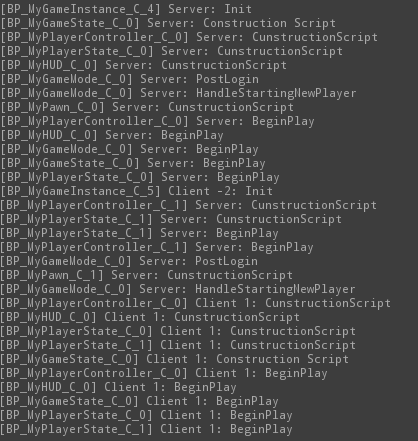 [BP_MyGameInstance_C_4] Server: Init
[BP_MyGameState_C_0] Server: Construction Script
[BP_MyPlayerController_C_0] Server: CunstructionScript
[BP_MyPlayerState_C_0] Server: CunstructionScript
[BP_MyHUD_C_0] Server: CunstructionScript
[BP_MyGameMode_C_0] Server: PostLogin
[BP_MyGameMode_C_0] Server: HandleStartingNewPlayer
[BP_MyPawn_C_0] Server: CunstructionScript
[BP_MyPlayerController_C_0] Server: BeginPlay
[BP_MyHUD_C_0] Server: BeginPlay
[BP_MyGameMode_C_0] Server: BeginPlay
[BP_MyGameState_C_0] Server: BeginPlay
[BP_MyPlayerState_C_0] Server: BeginPlay
[BP_MyGameInstance_C_5] Client -2: Init
[BP_MyPlayerController_C_1] Server: CunstructionScript
[BP_MyPlayerState_C_1] Server: CunstructionScript
[BP_MyPlayerState_C_1] Server: BeginPlay
[BP_MyPlayerController_C_1] Server: BeginPlay
[BP_MyGameMode_C_0] Server: PostLogin
[BP_MyPawn_C_1] Server: CunstructionScript
[BP_MyGameMode_C_0] Server: HandleStartingNewPlayer
[BP_MyPlayerController_C_0] Client 1: CunstructionScript
[BP_MyHUD_C_0] Client 1: CunstructionScript
[BP_MyPlayerState_C_0] Client 1: CunstructionScript
[BP_MyPlayerState_C_1] Client 1: CunstructionScript
[BP_MyGameState_C_0] Client 1: Construction Script
[BP_MyPlayerController_C_0] Client 1: BeginPlay
[BP_MyHUD_C_0] Client 1: BeginPlay
[BP_MyGameState_C_0] Client 1: BeginPlay
[BP_MyPlayerState_C_0] Client 1: BeginPlay
[BP_MyPlayerState_C_1] Client 1: BeginPlay